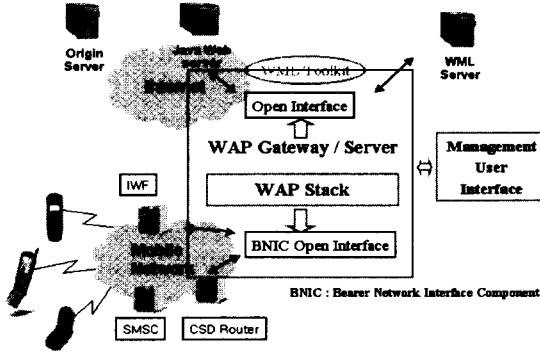 Origin
Server
Java Web
server
Internet
WML Toolkit
WML
Server
Open Interface
WAP Gateway / Server
Management
User
Interface
IWF
WAP Stack
Mobile
Network
BNIC Open Interface
BNIC : Bearer Network Interface Component
SMSC
CSD Router